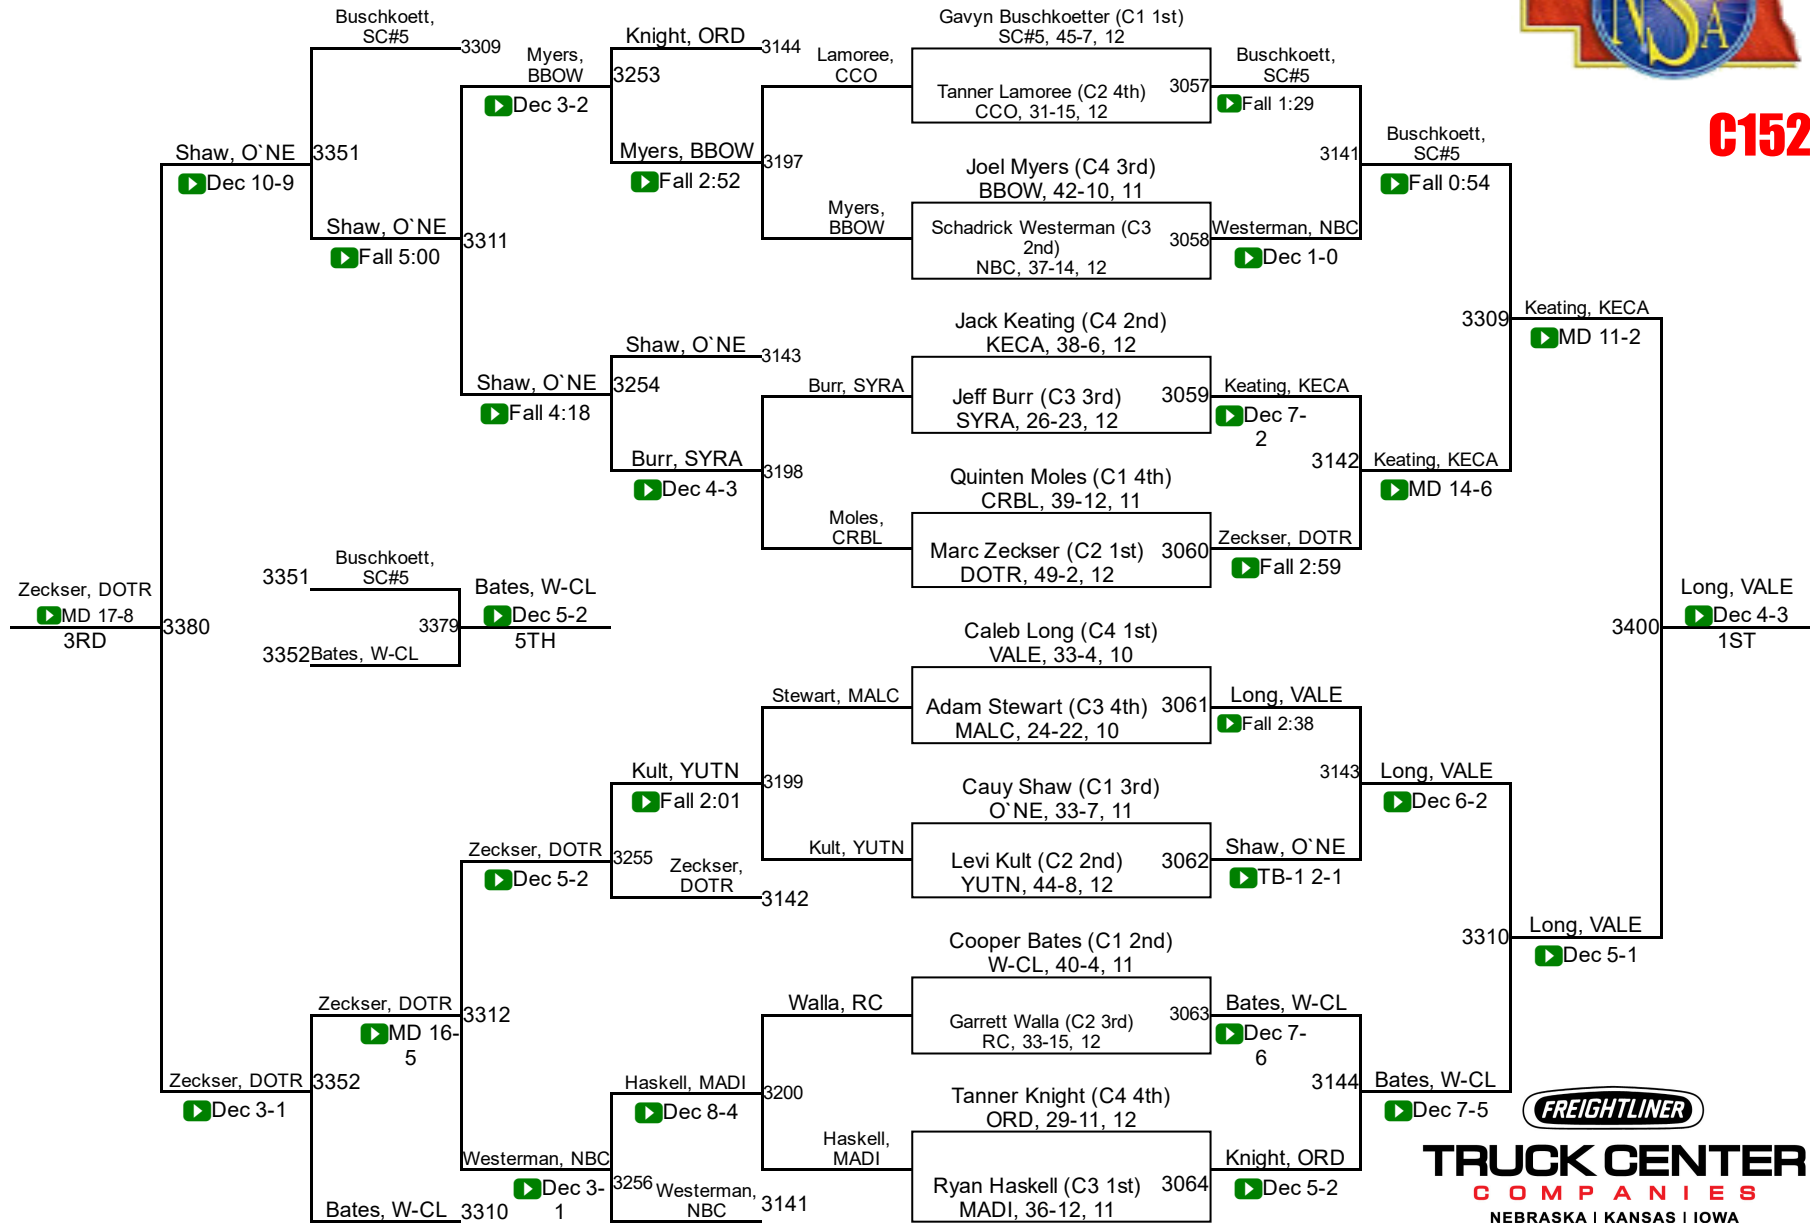 Buschkoett,
SC#5
3309
Myers,
BBOW
Dec 3-2
Knight, ORD
3144
3253
Lamoree,
CCO
Gavyn Buschkoetter (C1 1st)
SC#5, 45-7, 12
Tanner Lamoree (C2 4th)
CCO, 31-15, 12
3057
Buschkoett,
SC#5
Fall 1:29
NSA
C152
Shaw, O`NE
Dec 10-9
3351
Myers, BBOW
Fall 2:52
3197
Joel Myers (C4 3rd)
BBOW, 42-10, 11
3141
Buschkoett,
SC#5
Fall 0:54
Shaw, O`NE
Fall 5:00
3311
Myers,
BBOW
Schadrick Westerman (C3
2nd)
NBC, 37-14, 12
3058
Westerman, NBC
Dec 1-0
Jack Keating (C4 2nd)
KECA, 38-6, 12
3309
Keating, KECA
MD 11-2
Shaw, O`NE
3143
Shaw, O`NE
Fall 4:18
3254
Burr, SYRA
Jeff Burr (C3 3rd)
SYRA, 26-23, 12
3059
Keating, KECA
Dec 7-
2
Burr, SYRA
Dec 4-3
3198
Quinten Moles (C1 4th)
CRBL, 39-12, 11
3142
Keating, KECA
MD 14-6
Moles,
CRBL
Marc Zeckser (C2 1st)
DOTR, 49-2, 12
3060
Zeckser, DOTR
Fall 2:59
Zeckser, DOTR
MD 17-8
3RD
3380
3351
Buschkoett,
SC#5
3379
3352
Bates, W-CL
Bates, W-CL
Dec 5-2
5TH
Caleb Long (C4 1st)
VALE, 33-4, 10
3400
Long, VALE
Dec 4-3
1ST
Stewart, MALC
Adam Stewart (C3 4th)
MALC, 24-22, 10
3061
Long, VALE
Fall 2:38
Kult, YUTN
Fall 2:01
3199
Cauy Shaw (C1 3rd)
O`NE, 33-7, 11
3143
Long, VALE
Dec 6-2
Zeckser, DOTR
Dec 5-2
3255
Zeckser,
DOTR
3142
Kult, YUTN
Levi Kult (C2 2nd)
YUTN, 44-8, 12
3062
Shaw, O`NE
TB-1 2-1
Cooper Bates (C1 2nd)
W-CL, 40-4, 11
3310
Long, VALE
Dec 5-1
Zeckser, DOTR
MD 16-
5
3312
Walla, RC
Garrett Walla (C2 3rd)
RC, 33-15, 12
3063
Bates, W-CL
Dec 7-
6
Zeckser, DOTR
Dec 3-1
3352
Haskell, MADI
Dec 8-4
3200
Tanner Knight (C4 4th)
ORD, 29-11, 12
3144
Bates, W-CL
Dec 7-5
Westerman, NBC
Dec 3-
1
3256
Westerman,
NBC
3141
Haskell,
MADI
Ryan Haskell (C3 1st)
MADI, 36-12, 11
3064
Knight, ORD
Dec 5-2
Bates, W-CL
3310
FREIGHTLINER
TRUCK CENTER
COMPANIES
NEBRASKA | KANSAS | IOWA